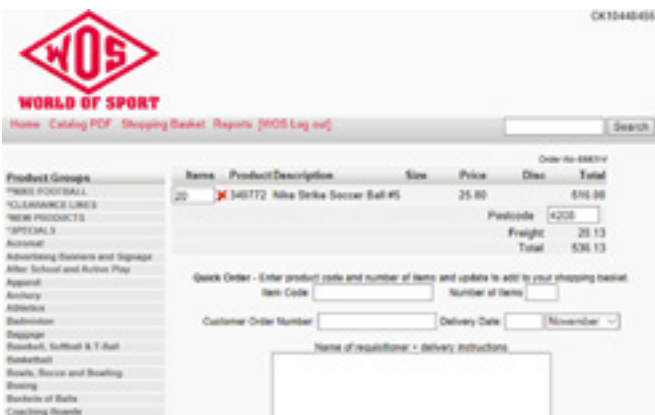 CK10448455
WOS
WORLD OF SPORT
Home Catalog PDF Shopping Basket Reports [WOS Log out]
Search
Product Groups
*NIKE FOOTBALL
*CLEARANCE LINES
*NEW PRODUCTS
*SPECIALS
Acromat
Advertising Banners and Signage
After School and Active Play
Apparel
Archery
Athletics
Badminton
Baggage
Baseball, Softball & T-Ball
Basketball
Bowls, Bocce and Bowling
Boxing
Buckets of Balls
Coaching Boards
Order No
Items Product Description Size Price Disc Total
20 340772 Nike Strike Soccer Ball #5 25.80 516.00
Postcode 4208
Freight 20.13
Total 536.13
Quick Order - Enter product code and number of items and update to add to your shopping basket.
Item Code Number of Items
Customer Order Number Delivery Date November
Name of requisitioner + delivery instructions